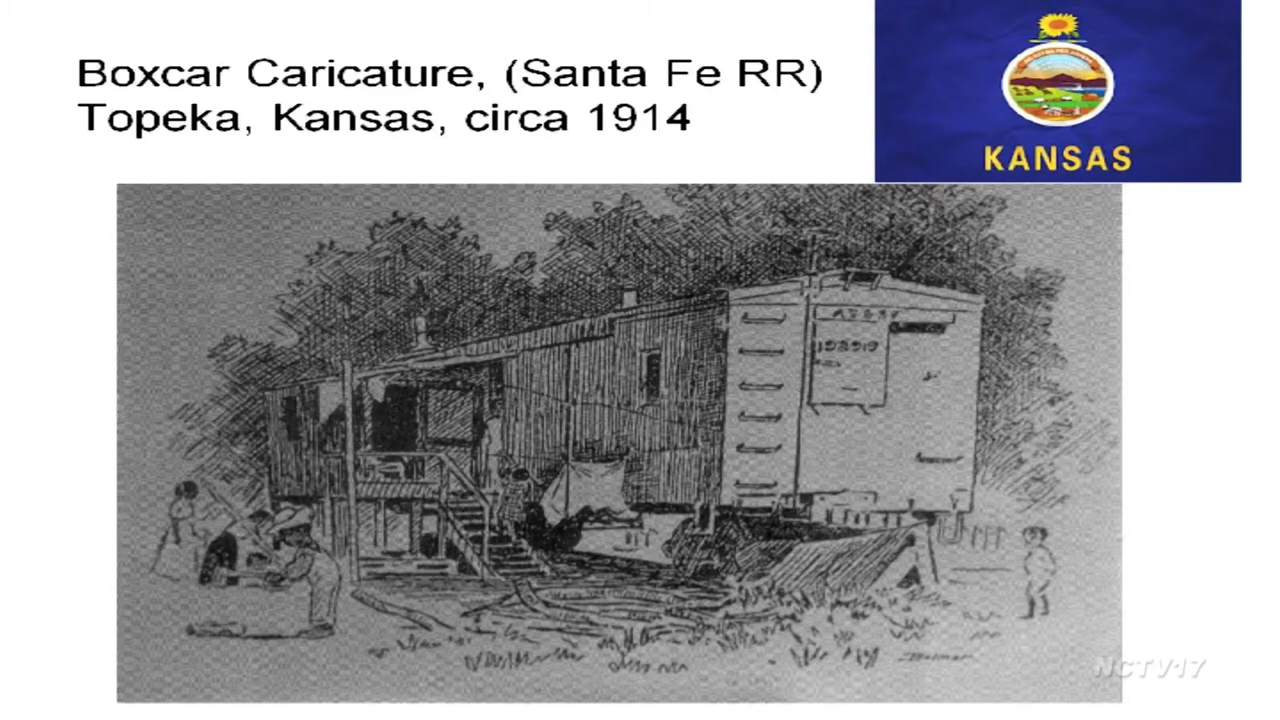 Boxcar Caricature, (Santa Fe RR)
Topeka, Kansas, circa 1914
KANSAS
NCTV17